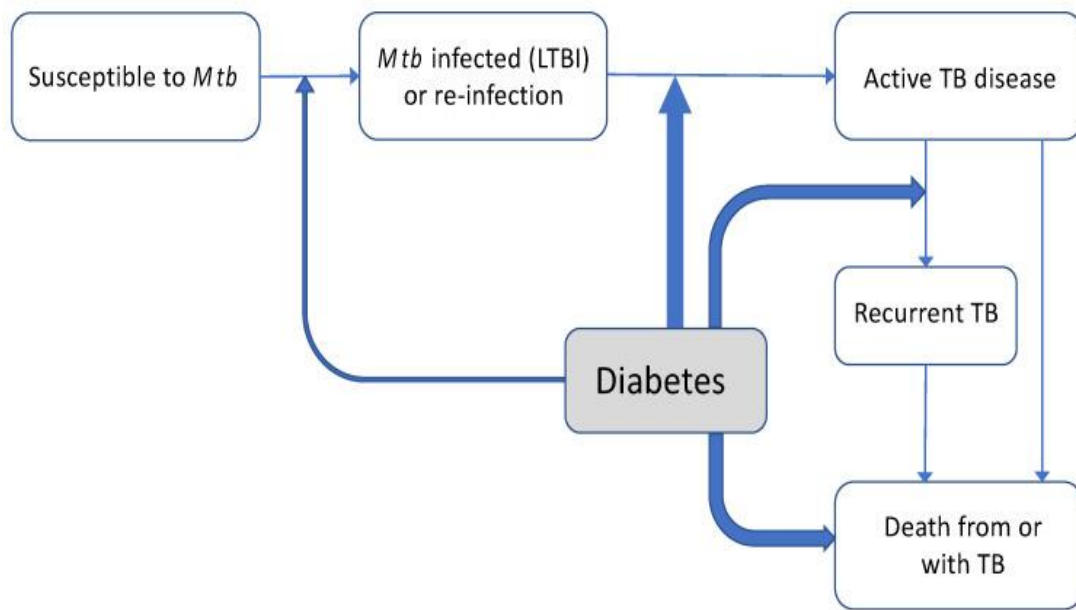 Susceptible to Mtb
Mtb infected (LTBI)
or re-infection
Active TB disease
Recurrent TB
Diabetes
Death from or
with TB